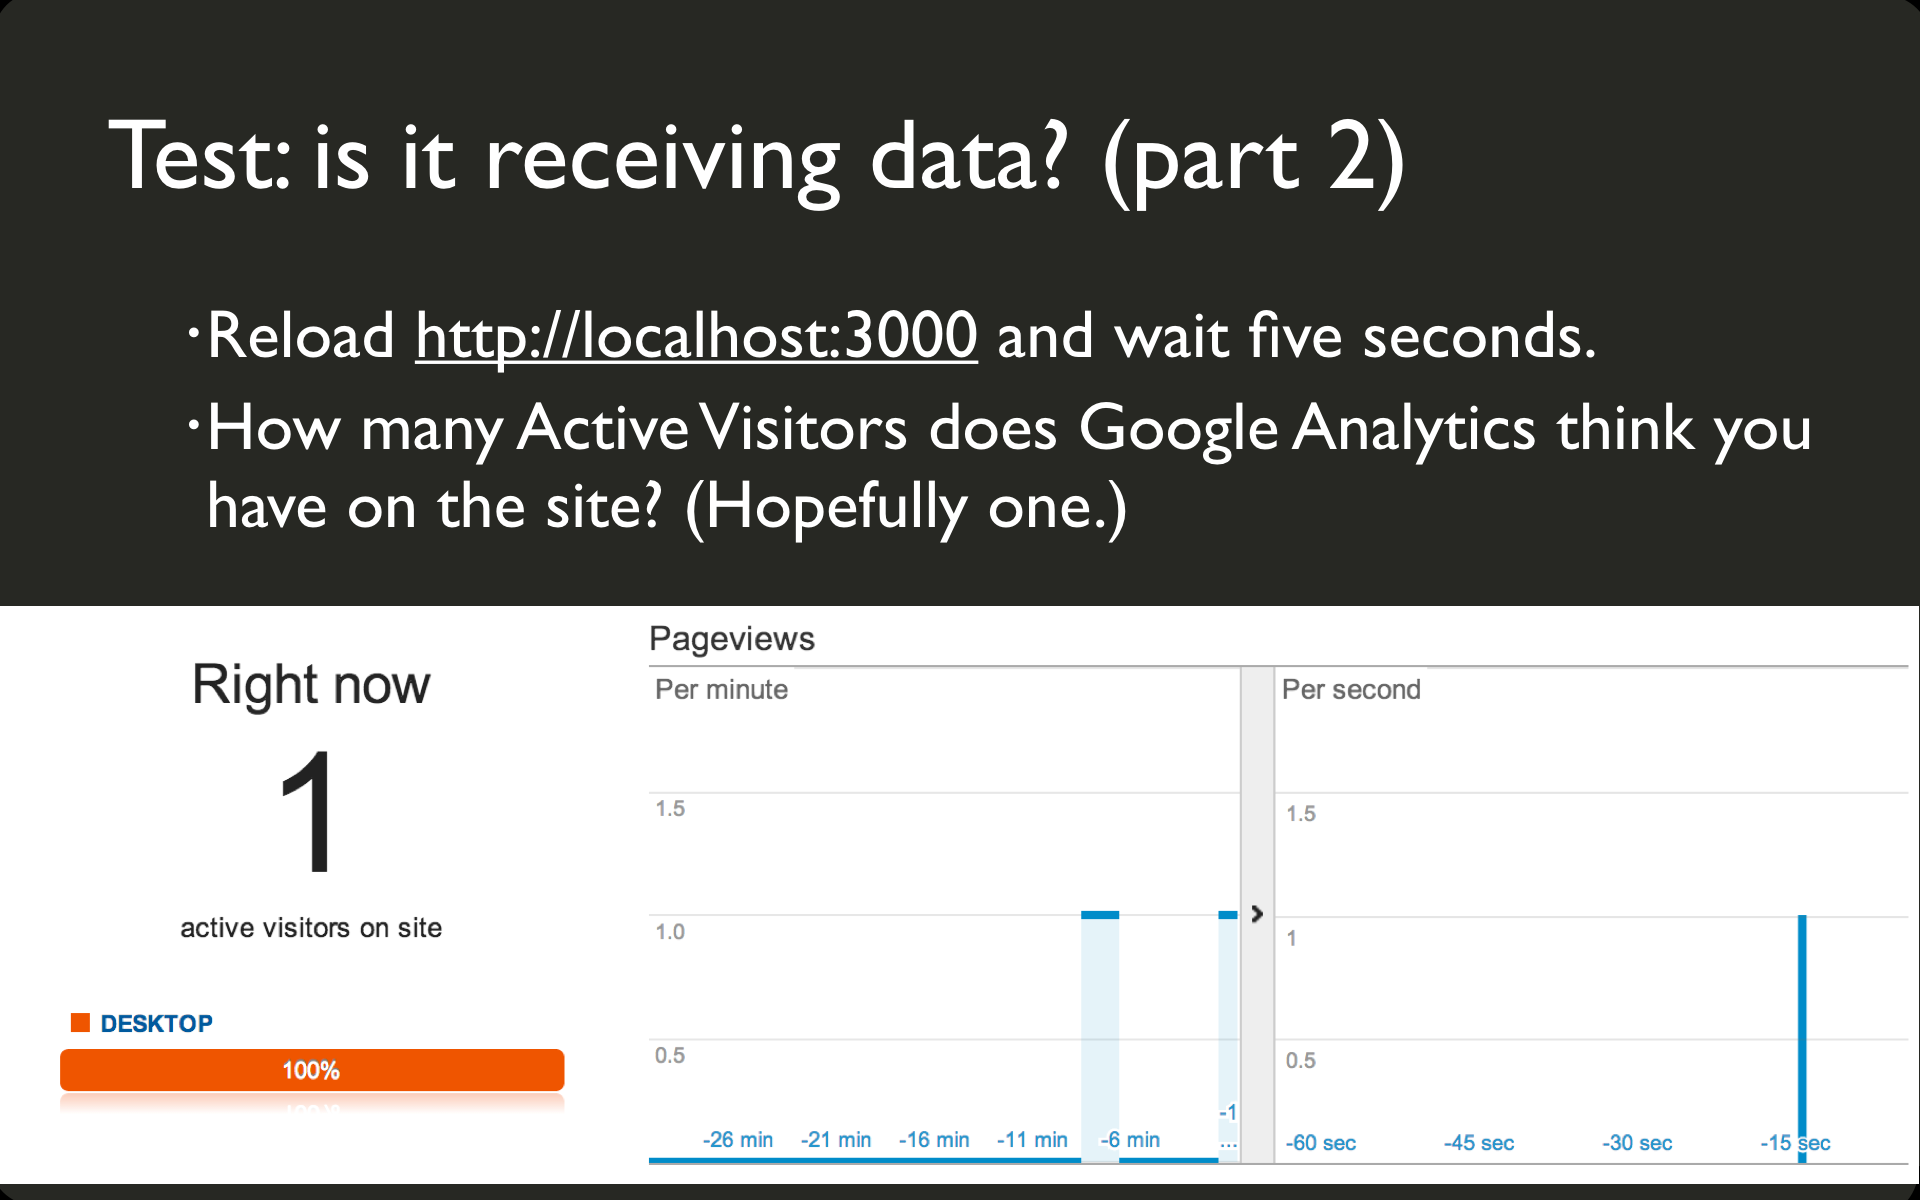 Test: is it receiving data? (part 2)
·Reload http://localhost:3000 and wait five seconds.
·How many Active Visitors does Google Analytics think you
have on the site? (Hopefully one.)
Right now
1
active visitors on site
DESKTOP
100%
Pageviews
Per minute
1.5
1.0
0.5
-26 min -21 min -16 min -11 min -6 min -1
...
Per second
1.5
1
0.5
-60 sec -45 sec -30 sec -15 sec